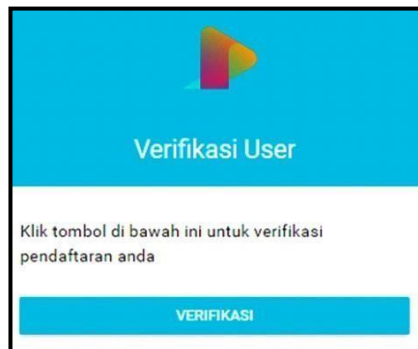 Verifikasi User
Klik tombol di bawah ini untuk verifikasi
pendaftaran anda
VERIFIKASI